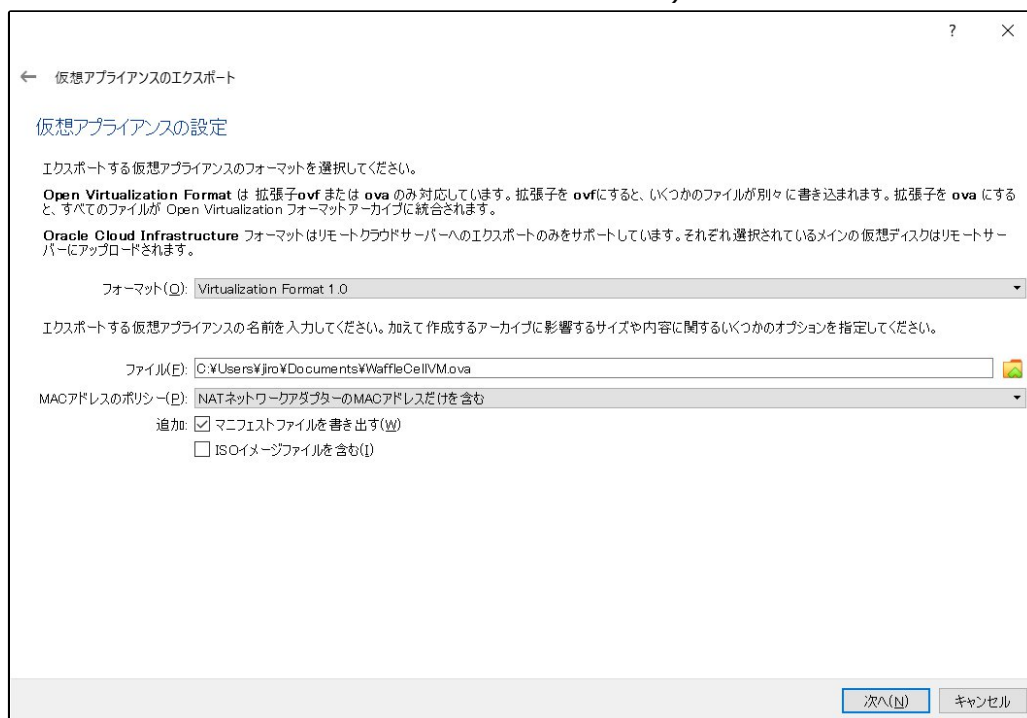 ?
← 仮想アプライアンスのエクスポート
仮想アプライアンスの設定
エクスポートする仮想アプライアンスのフォーマットを選択してください。
Open Virtualization Format は 拡張子ovf または ova のみ対応しています。拡張子を ovfにすると、いくつかのファイルが別々に書き込まれます。拡張子を ova にする
と、すべてのファイルが Open Virtualization フォーマットアーカイブに統合されます。
Oracle Cloud Infrastructure フォーマットはリモートクラウドサーバーへのエクスポートのみをサポートしています。それぞれ選択されているメインの仮想ディスクはリモートサー
バーにアップロードされます。
フォーマット(O): Virtualization Format 1.0
エクスポートする仮想アプライアンスの名前を入力してください。加えて作成するアーカイブに影響するサイズや内容に関するいくつかのオプションを指定してください。
ファイル(F): C:¥Users¥jiro¥Documents¥WaffleCellVM.ova
MACアドレスのポリシー(P): NATネットワークアダプターのMACアドレスだけを含む
追加: マニフェストファイルを書き出す(W)
ISOイメージファイルを含む(I)
次へ(N) キャンセル